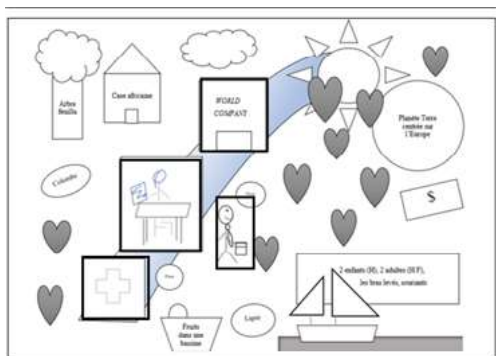 Arbre
feuillu
Case africaine
WORLD
COMPANY
Planète Terre
centrée sur
l'Europe
Colombe
$
2 enfants (H), 2 adultes (H/F),
les bras levés, souriants
Fruits
dans une
bassine